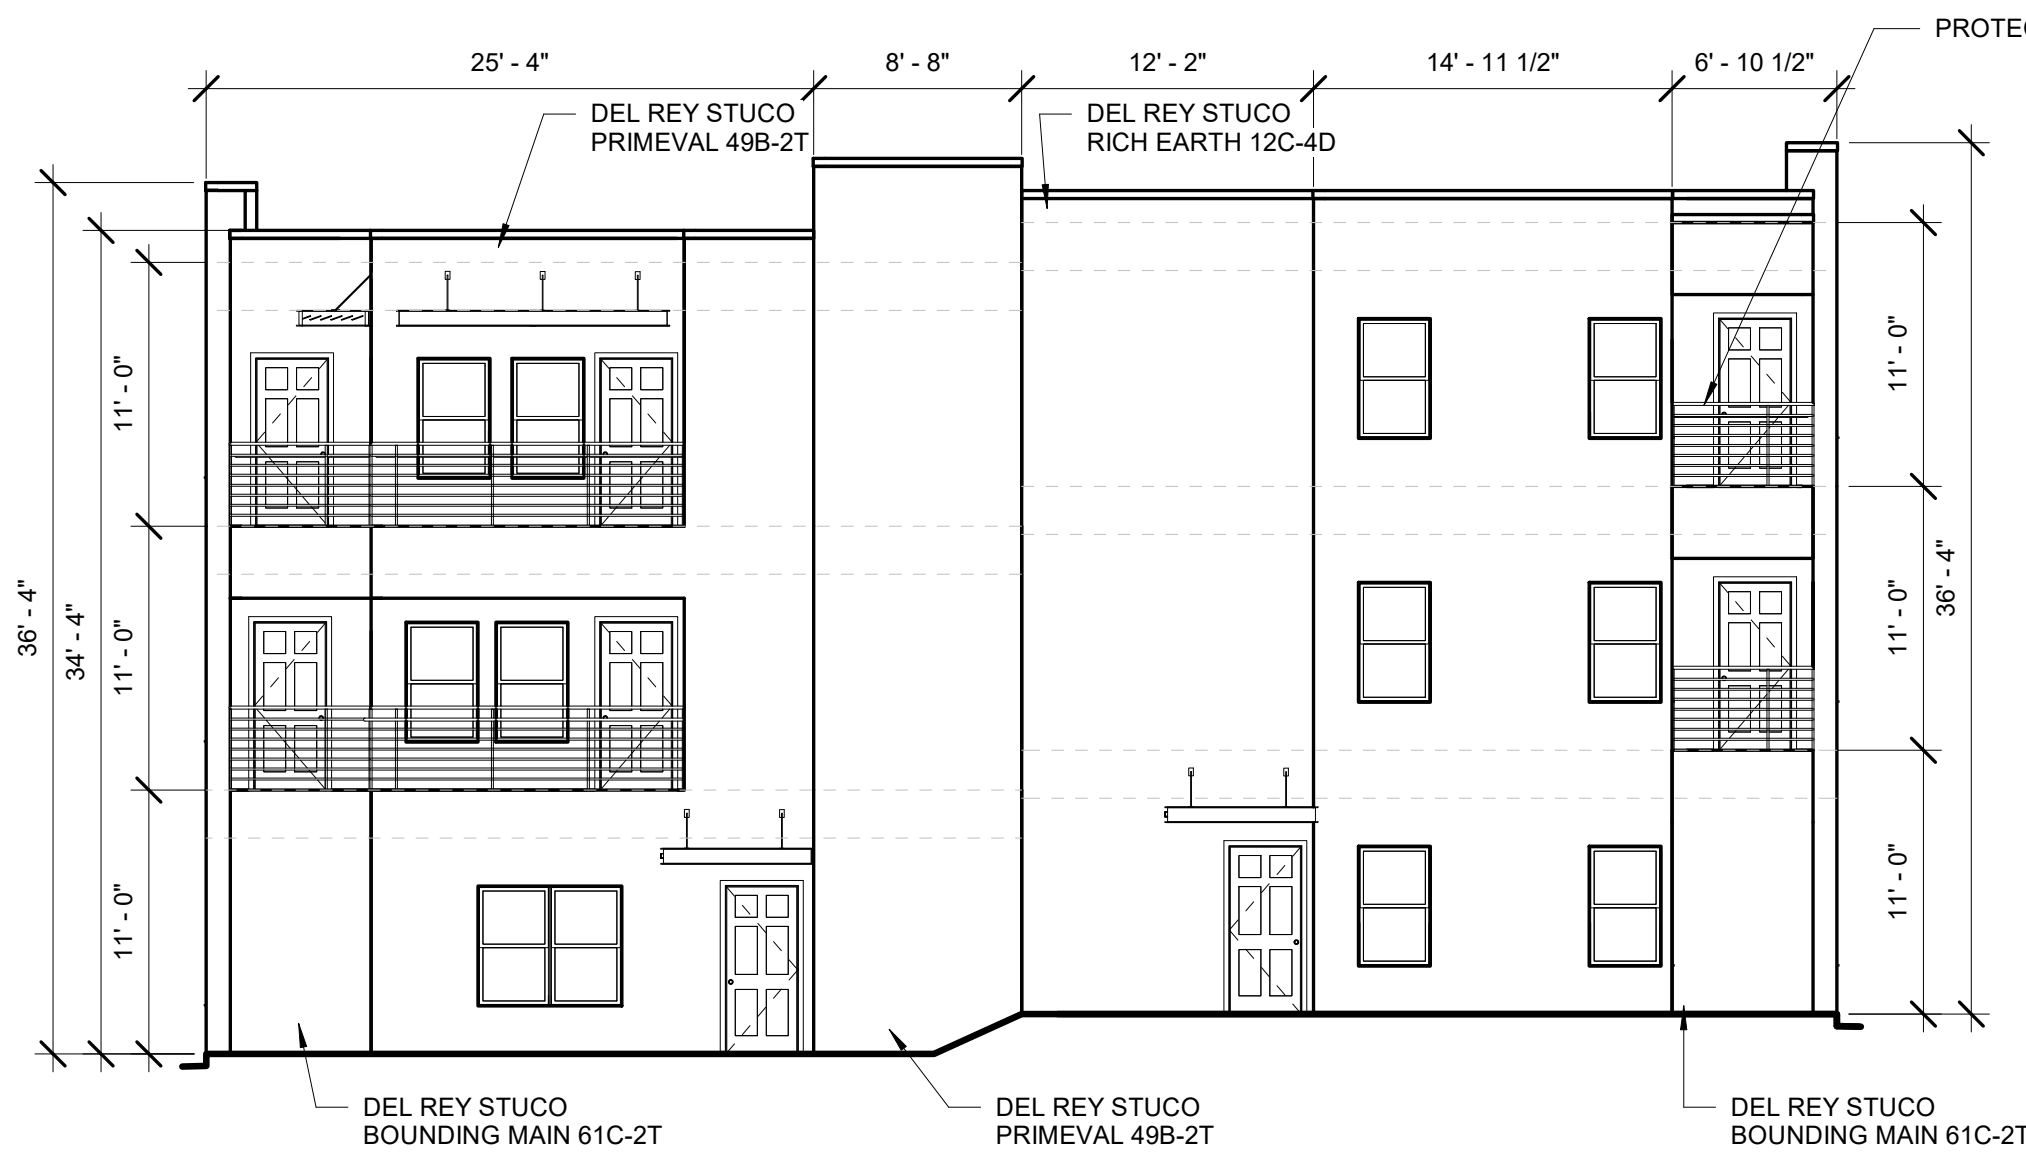 PROTE
25' - 4"
8' - 8"
12' - 2"
14' - 11 1/2"
6' - 10 1/2"
DEL REY STUCO
PRIMEVAL 49B-2T
DEL REY STUCO
RICH EARTH 12C-4D
36' - 4"
34' - 4"
11' - 0"
11' - 0"
11' - 0"
11' - 0"
11' - 0"
11' - 0"
36' - 4"
DEL REY STUCO
BOUNDING MAIN 61C-2T
DEL REY STUCO
PRIMEVAL 49B-2T
DEL REY STUCO
BOUNDING MAIN 61C-2T